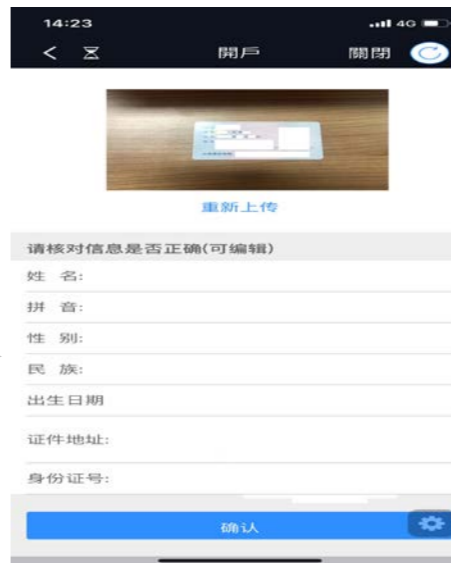 14:23 4G
開戶 關閉
重新上传
请核对信息是否正确(可编辑)
姓 名:
拼 音:
性 别:
民 族:
出生日期
证件地址:
身份证号:
确认